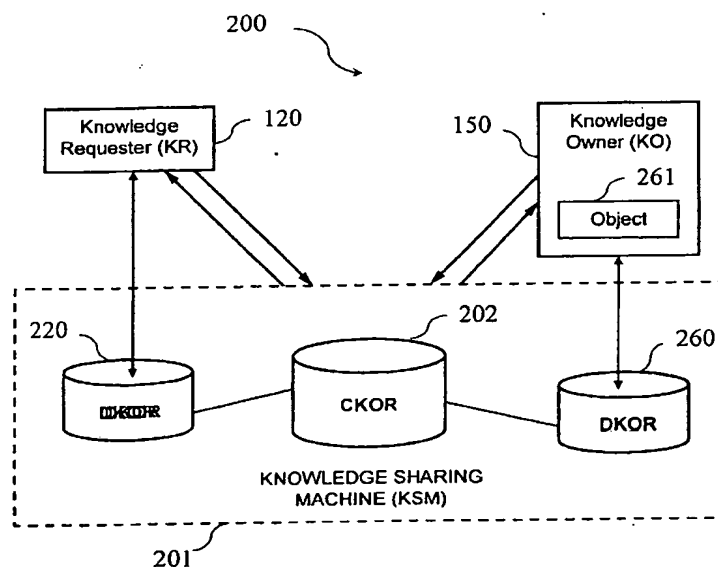 200
Knowledge
Requester (KR)
120
150
Knowledge
Owner (KO)
261
Object
220
202
260
CKOR
DKOR
KNOWLEDGE SHARING
MACHINE (KSM)
201